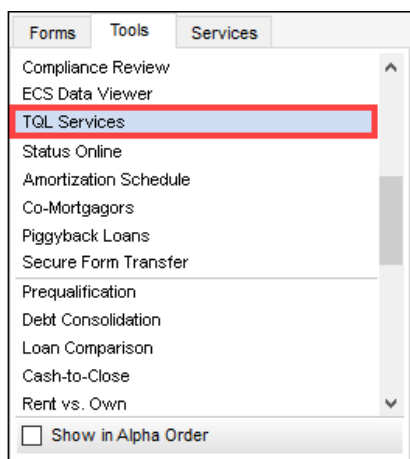 Forms Tools Services
Compliance Review
ECS Data Viewer
TQL Services
Status Online
Amortization Schedule
Co-Mortgagors
Piggyback Loans
Secure Form Transfer
Prequalification
Debt Consolidation
Loan Comparison
Cash-to-Close
Rent vs. Own
Show in Alpha Order